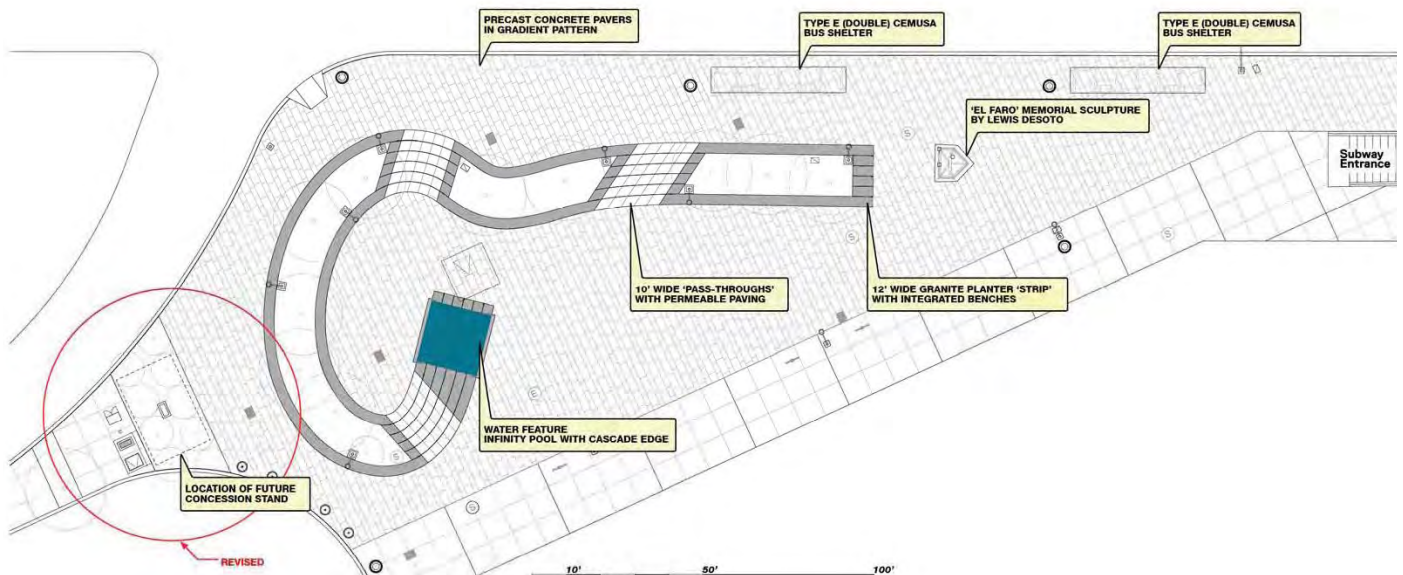 PRECAST CONCRETE PAVERS
IN GRADIENT PATTERN
TYPE E (DOUBLE) CEMUSA
BUS SHELTER
TYPE E (DOUBLE) CEMUSA
BUS SHELTER
'EL FARO' MEMORIAL SCULPTURE
BY LEWIS DESOTO
S
Subway
Entrance
S
S
10' WIDE 'PASS-THROUGHS'
WITH PERMEABLE PAVING
12' WIDE GRANITE PLANTER 'STRIP'
WITH INTEGRATED BENCHES
E
WATER FEATURE
INFINITY POOL WITH CASCADE EDGE
S
LOCATION OF FUTURE
CONCESSION STAND
S
REVISED
10' 50' 100'